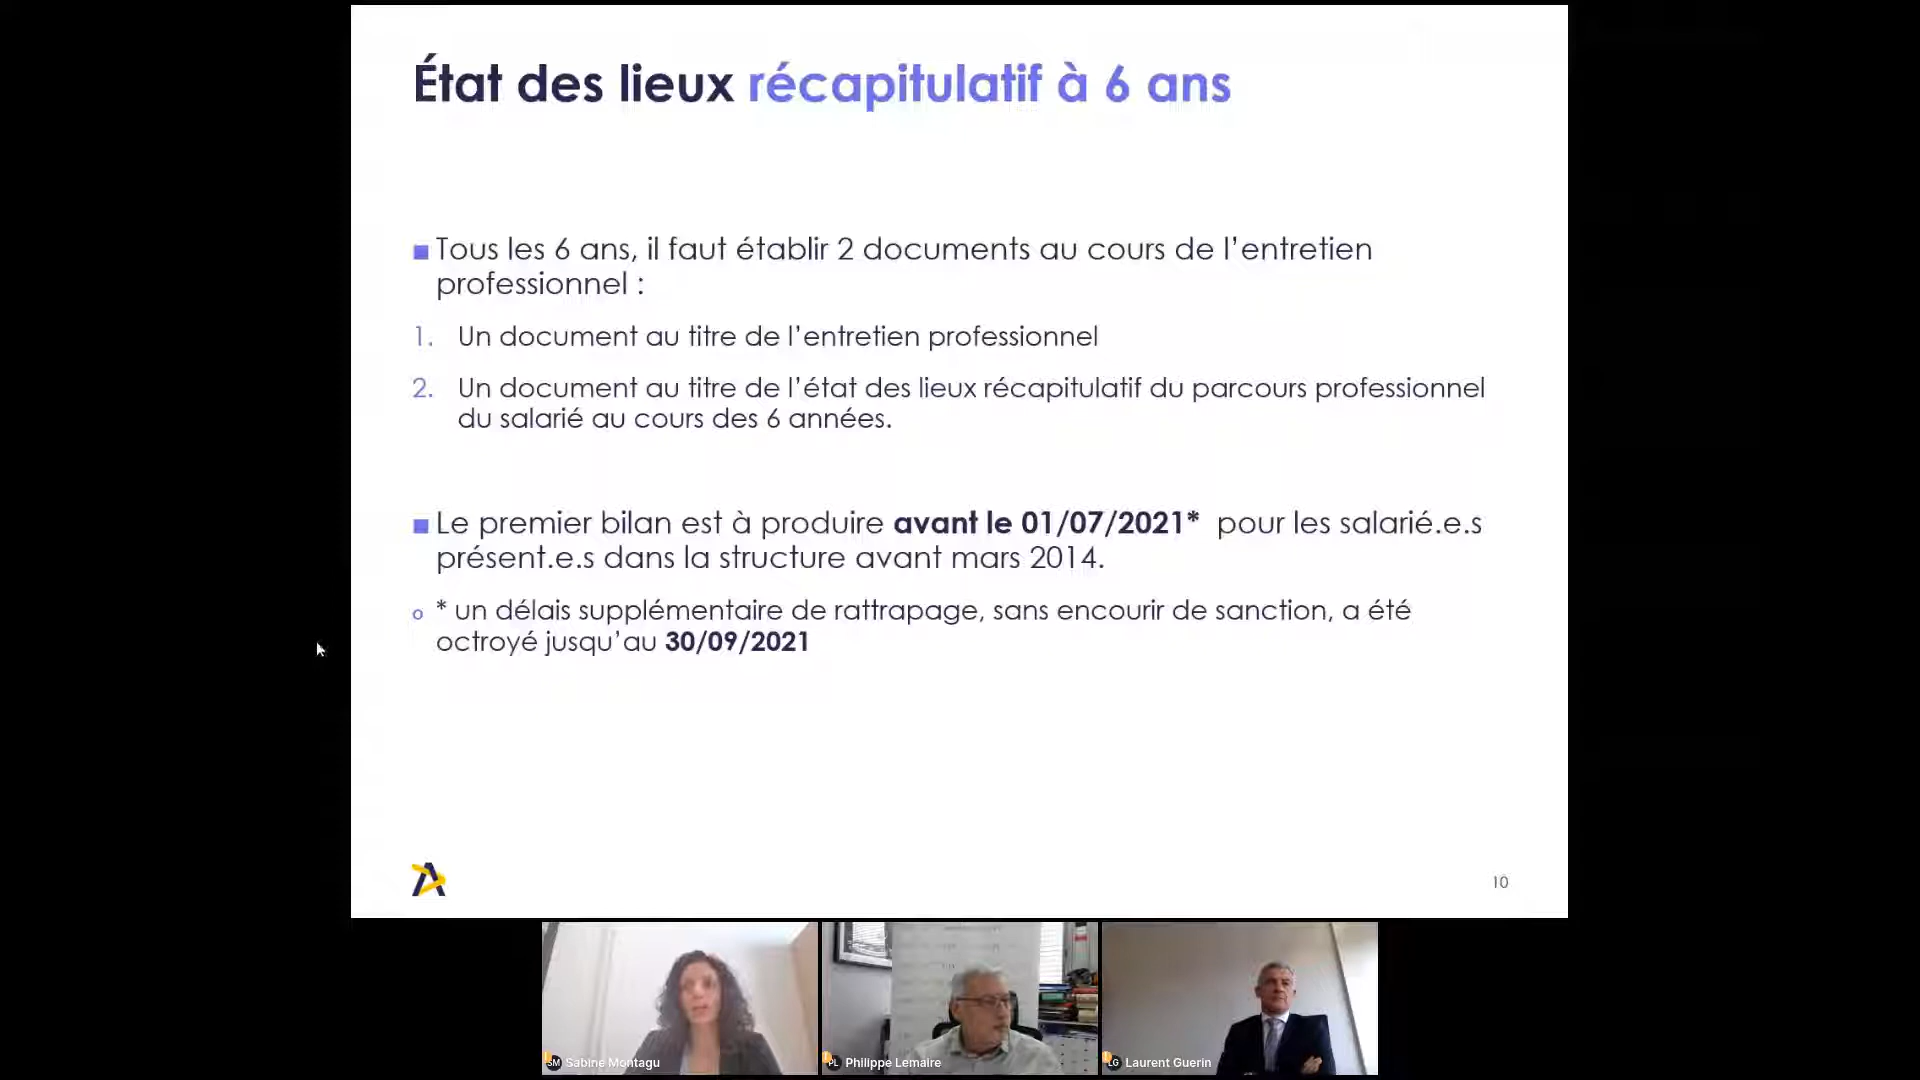 État des lieux récapitulatif à 6 ans
■ Tous les 6 ans, il faut établir 2 documents au cours de l’entretien
professionnel :
1. Un document au titre de l’entretien professionnel
2. Un document au titre de l’état des lieux récapitulatif du parcours professionnel
du salarié au cours des 6 années.
■ Le premier bilan est à produire avant le 01/07/2021* pour les salarié.e.s
présent.e.s dans la structure avant mars 2014.
o * un délais supplémentaire de rattrapage, sans encourir de sanction, a été
octroyé jusqu’au 30/09/2021
10
SM Sabine Montagu
PL Philippe Lemaire
LG Laurent Guerin